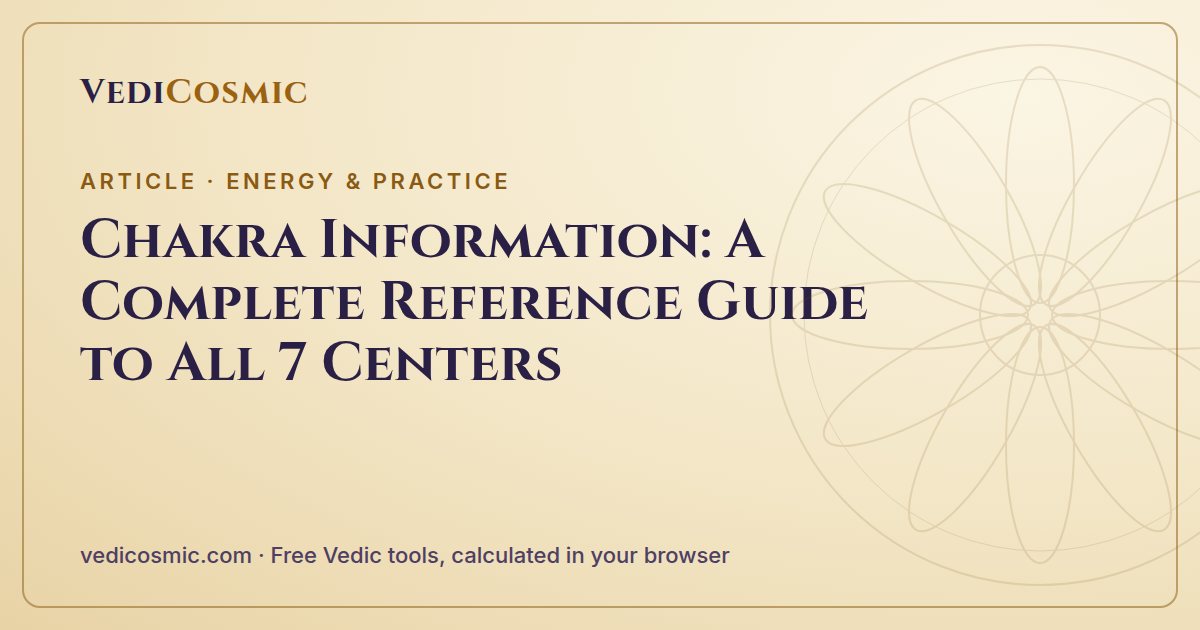 VediCosmic
ARTICLE · ENERGY & PRACTICE
Chakra Information: A
Complete Reference Guide
to All 7 Centers
vedicosmic.com · Free Vedic tools, calculated in your browser